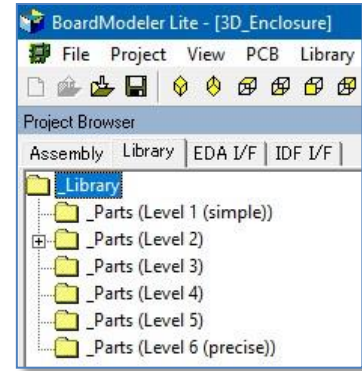 BoardModeler Lite - [3D_Enclosure]
File Project View PCB Library
Project Browser
Assembly Library EDA I/F IDF I/F
_Library
_Parts (Level 1 (simple))
_Parts (Level 2)
_Parts (Level 3)
_Parts (Level 4)
_Parts (Level 5)
_Parts (Level 6 (precise))